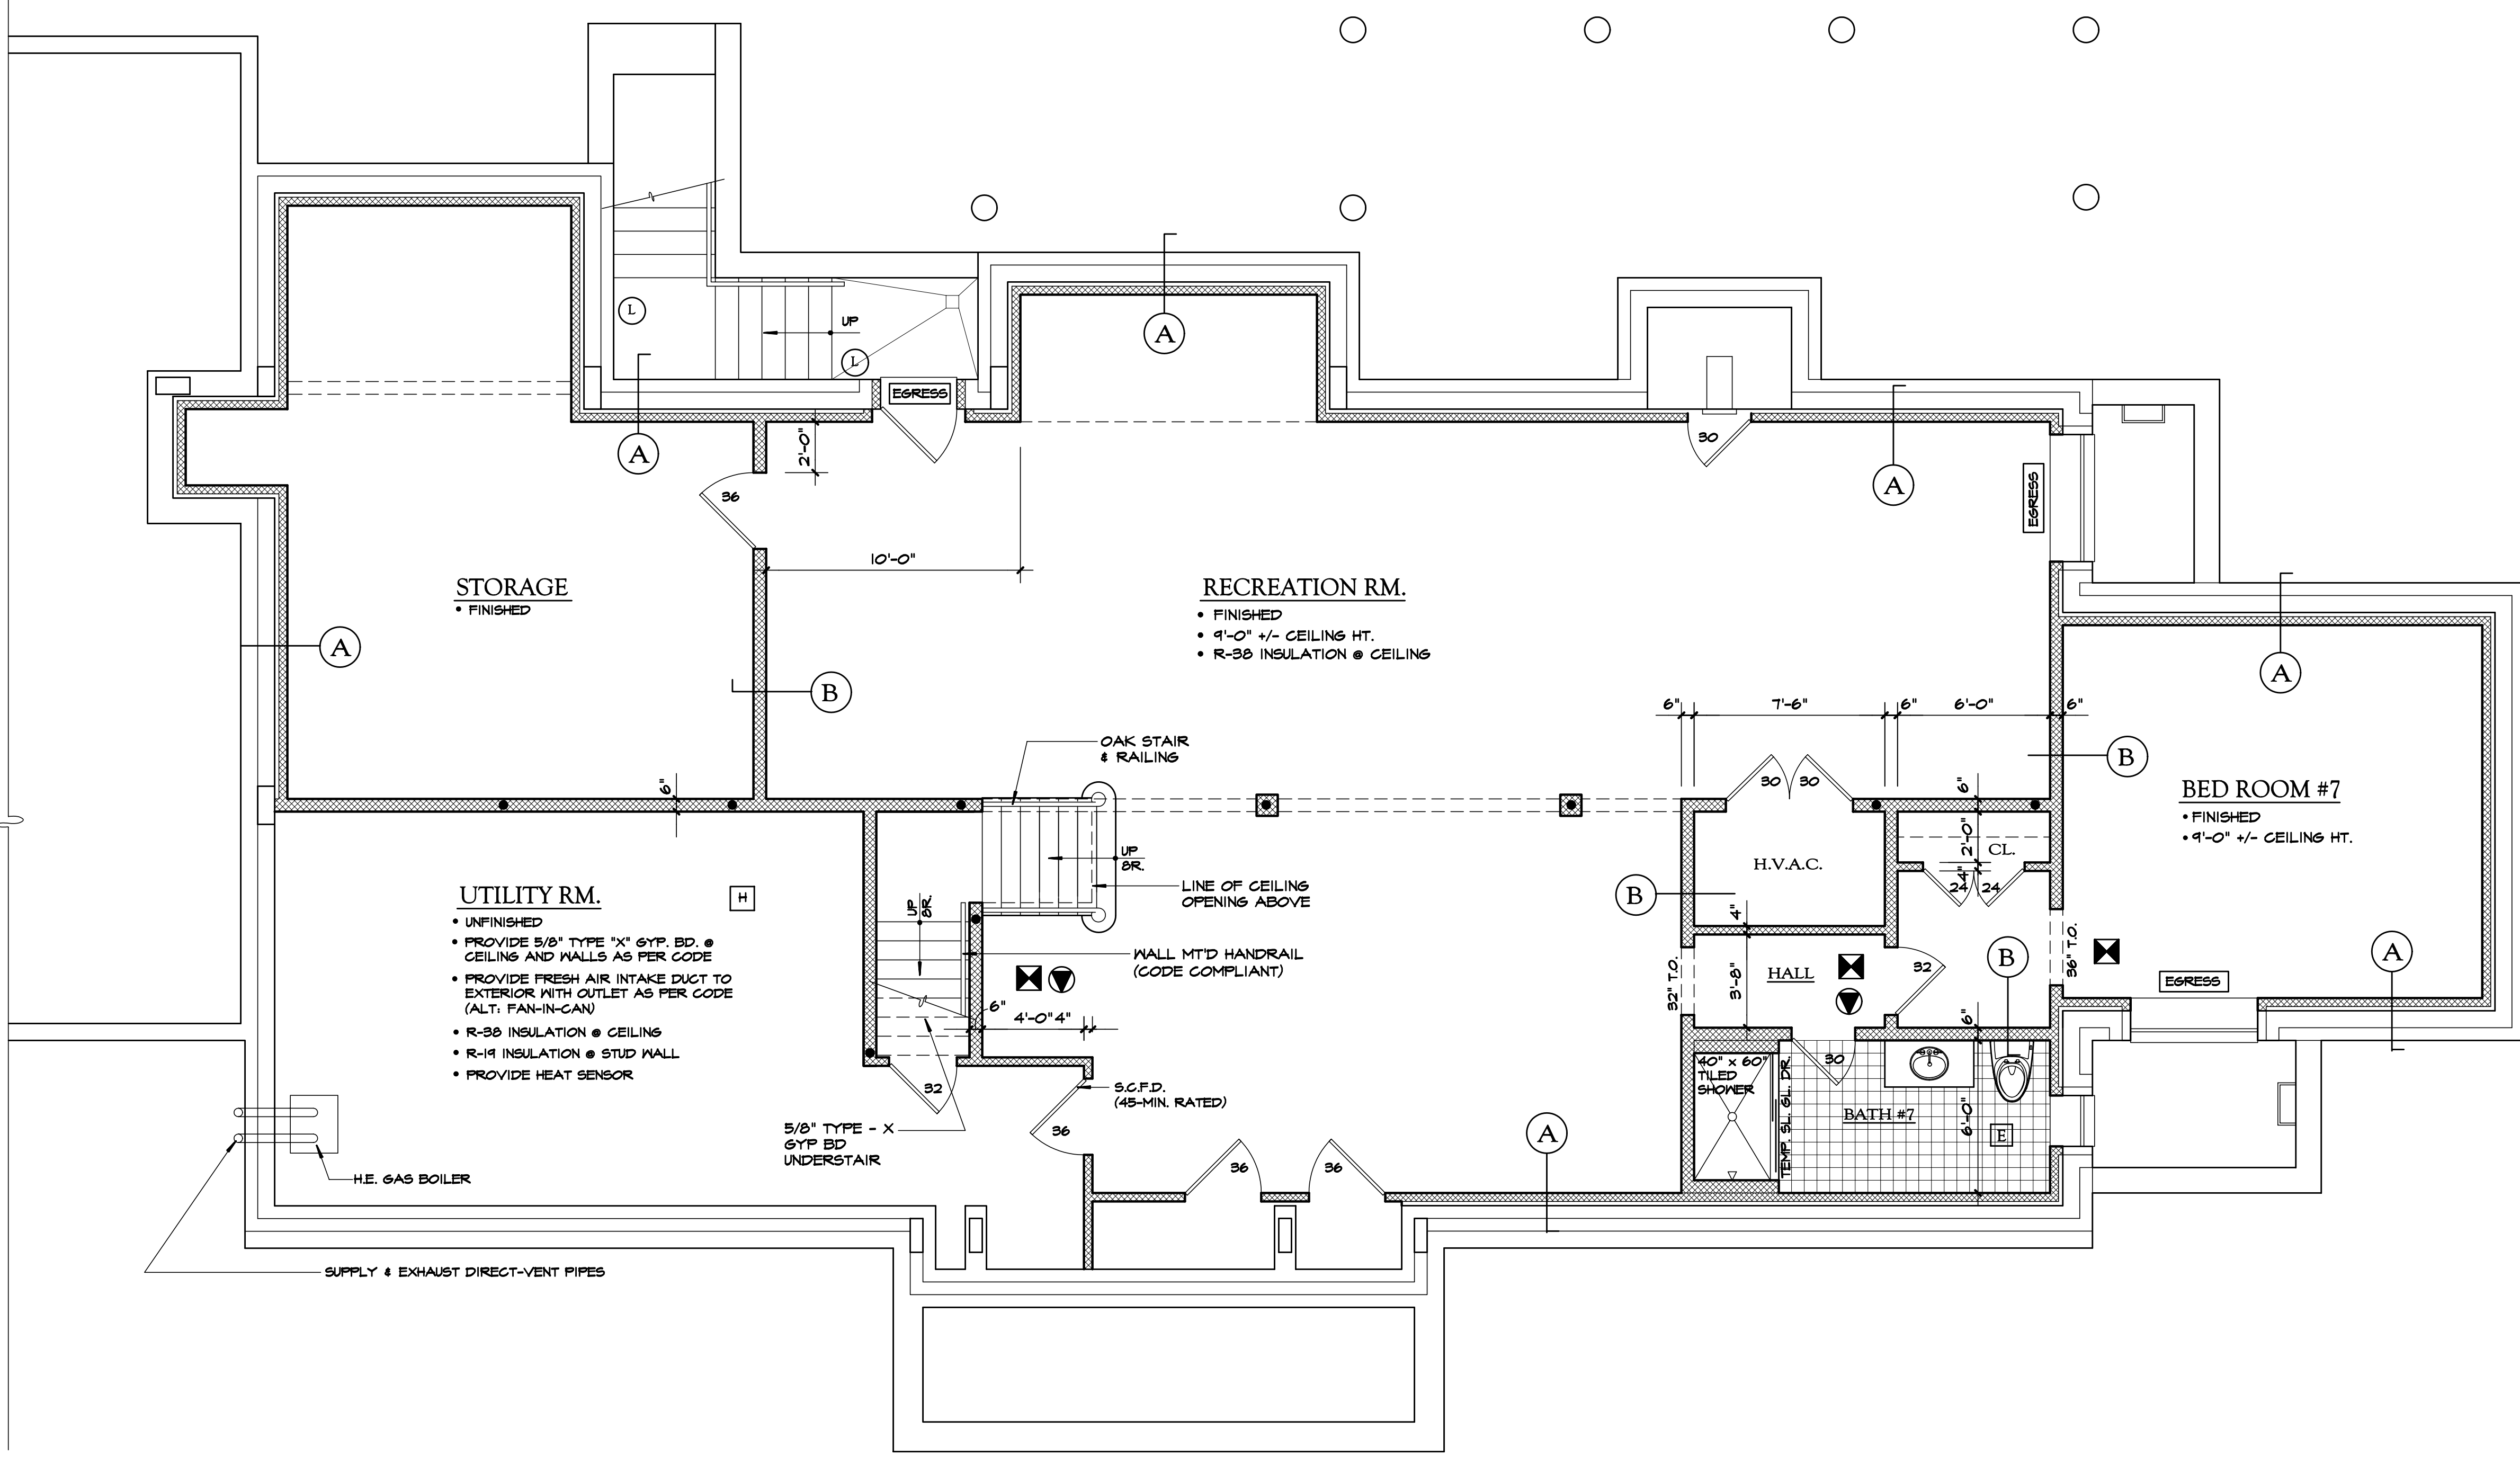 L
UP
L
EGRESS
A
A
2'-0"
36
30
A
EGRESS
10'-0"
STORAGE
• FINISHED
RECREATION RM.
• FINISHED
• 9'-0" +/- CEILING HT.
• R-38 INSULATION @ CEILING
A
B
A
6"
7'-6"
6"
6'-0"
6"
B
BED ROOM #7
• FINISHED
• 9'-0" +/- CEILING HT.
OAK STAIR
& RAILING
6"
30
30
6"
2'-0"
CL.
4"
24
24
H.V.A.C.
B
UP
8R.
LINE OF CEILING
OPENING ABOVE
UTILITY RM.
H
• UNFINISHED
• PROVIDE 5/8" TYPE "X" GYP. BD. @
CEILING AND WALLS AS PER CODE
• PROVIDE FRESH AIR INTAKE DUCT TO
EXTERIOR WITH OUTLET AS PER CODE
(ALT: FAN-IN-CAN)
• R-38 INSULATION @ CEILING
• R-19 INSULATION @ STUD WALL
• PROVIDE HEAT SENSOR
UP
8R.
WALL MT'D HANDRAIL
(CODE COMPLIANT)
6"
4'-0"
4"
4"
32" T.O.
3'-8"
HALL
32
B
36" T.O.
A
EGRESS
6"
32
S.C.F.D.
(45-MIN. RATED)
36
5/8" TYPE - X
GYP BD
UNDERSTAIR
40" x 60"
TILED
SHOWER
TEMP. SL. GL. DR.
30
BATH #7
6'-0"
E
A
36
36
H.E. GAS BOILER
SUPPLY & EXHAUST DIRECT-VENT PIPES